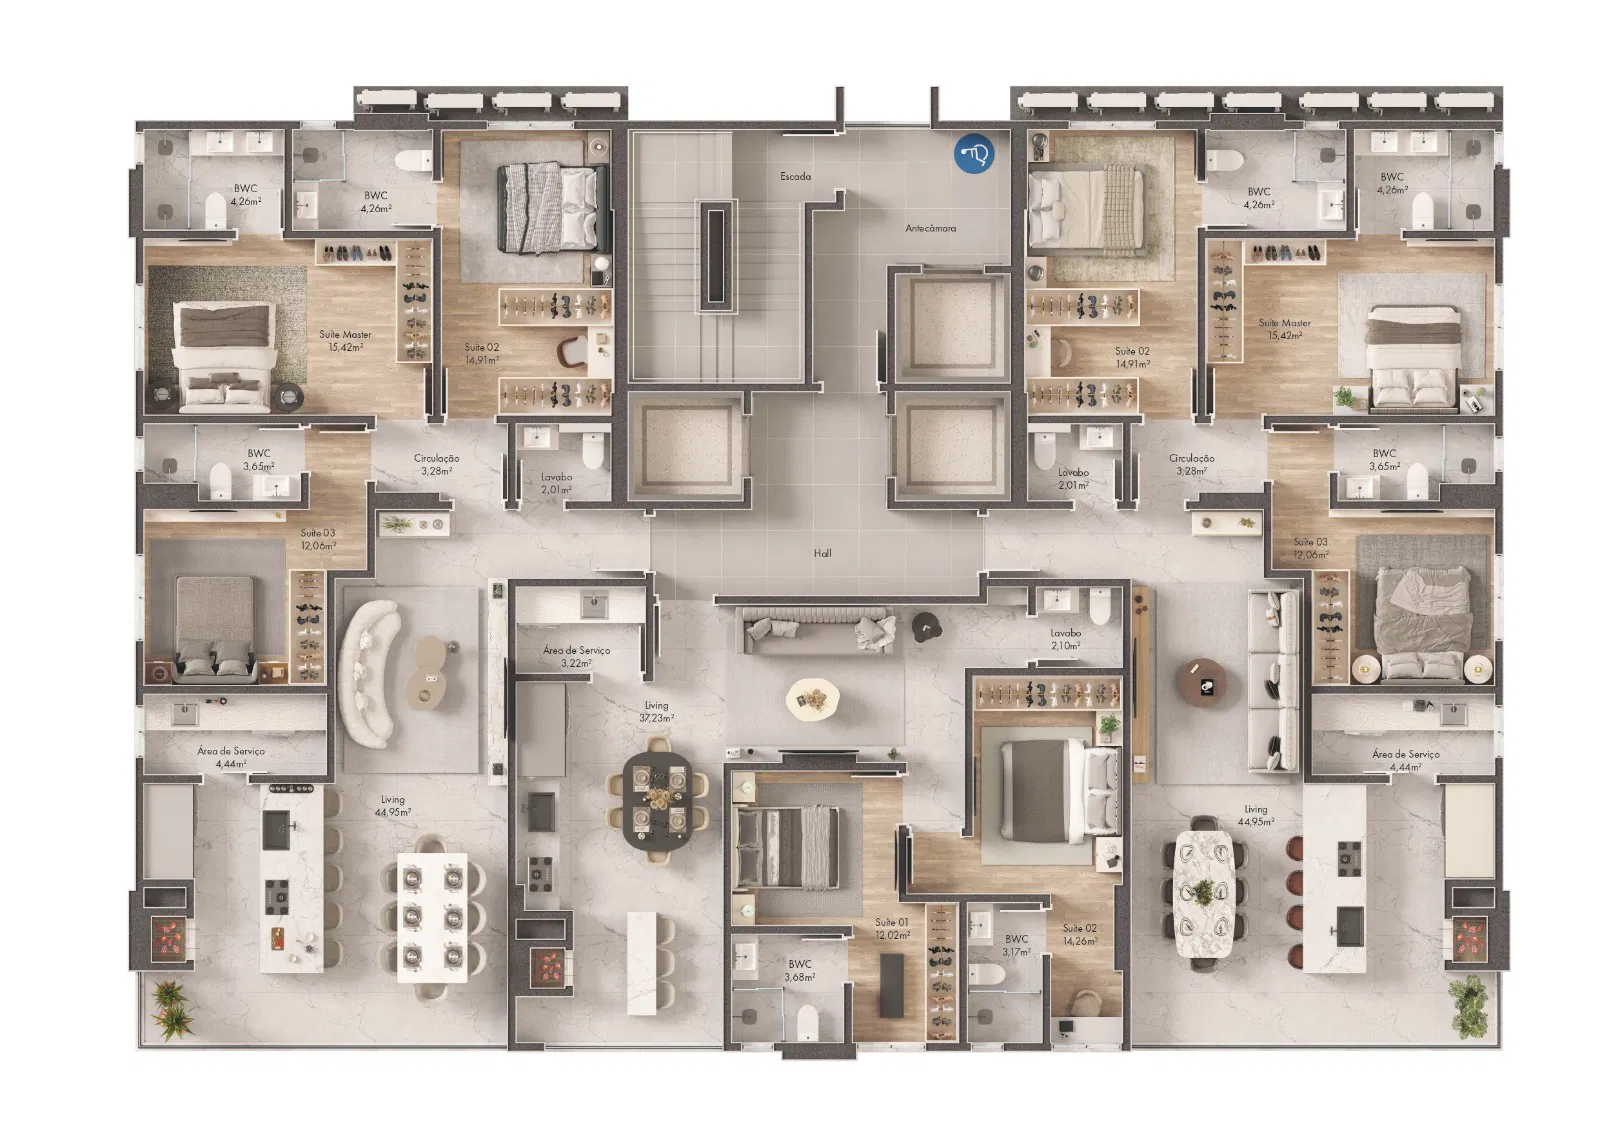 Escada
Antecâmara
BWC
4,26m²
BWC
4,26m²
BWC
4,26m²
BWC
4,26m²
Suíte Master
15,42m²
Suíte 02
14,91m²
Suíte 02
14,91m²
Suíte Master
15,42m²
BWC
3,65m²
Circulação
3,28m²
Lavabo
2,01m²
Lavabo
2,01m²
Circulação
3,28m²
BWC
3,65m²
Suíte 03
12,06m²
Hall
Suíte 03
12,06m²
Área de Serviço
3,22m²
Lavabo
2,10m²
Living
37,23m²
Área de Serviço
4,44m²
Área de Serviço
4,44m²
Living
44,95m²
Living
44,95m²
Suíte 01
12,02m²
Suíte 02
14,26m²
BWC
3,68m²
BWC
3,17m²